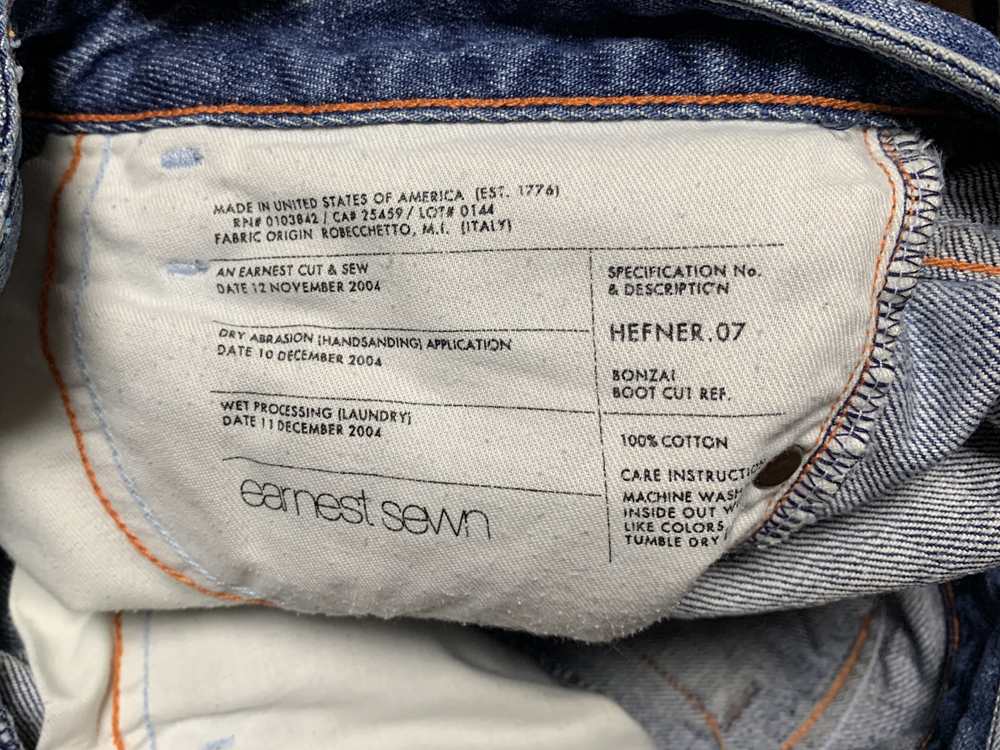 MADE IN UNITED STATES OF AMERICA (EST. 1776)
RN# 0103842 / CA# 25459 / LOT# 0144
FABRIC ORIGIN ROBECCHETTO, M.I. (ITALY)
AN EARNEST CUT & SEW
DATE 12 NOVEMBER 2004
DRY ABRASION (HANDSANDING) APPLICATION
DATE 10 DECEMBER 2004
WET PROCESSING (LAUNDRY)
DATE 11 DECEMBER 2004
earnest sewn
SPECIFICATION No.
& DESCRIPTION
HEFNER.07
BONZAI
BOOT CUT REF.
100% COTTON
CARE INSTRUCTIO
MACHINE WASH
INSIDE OUT W
LIKE COLORS,
TUMBLE DRY